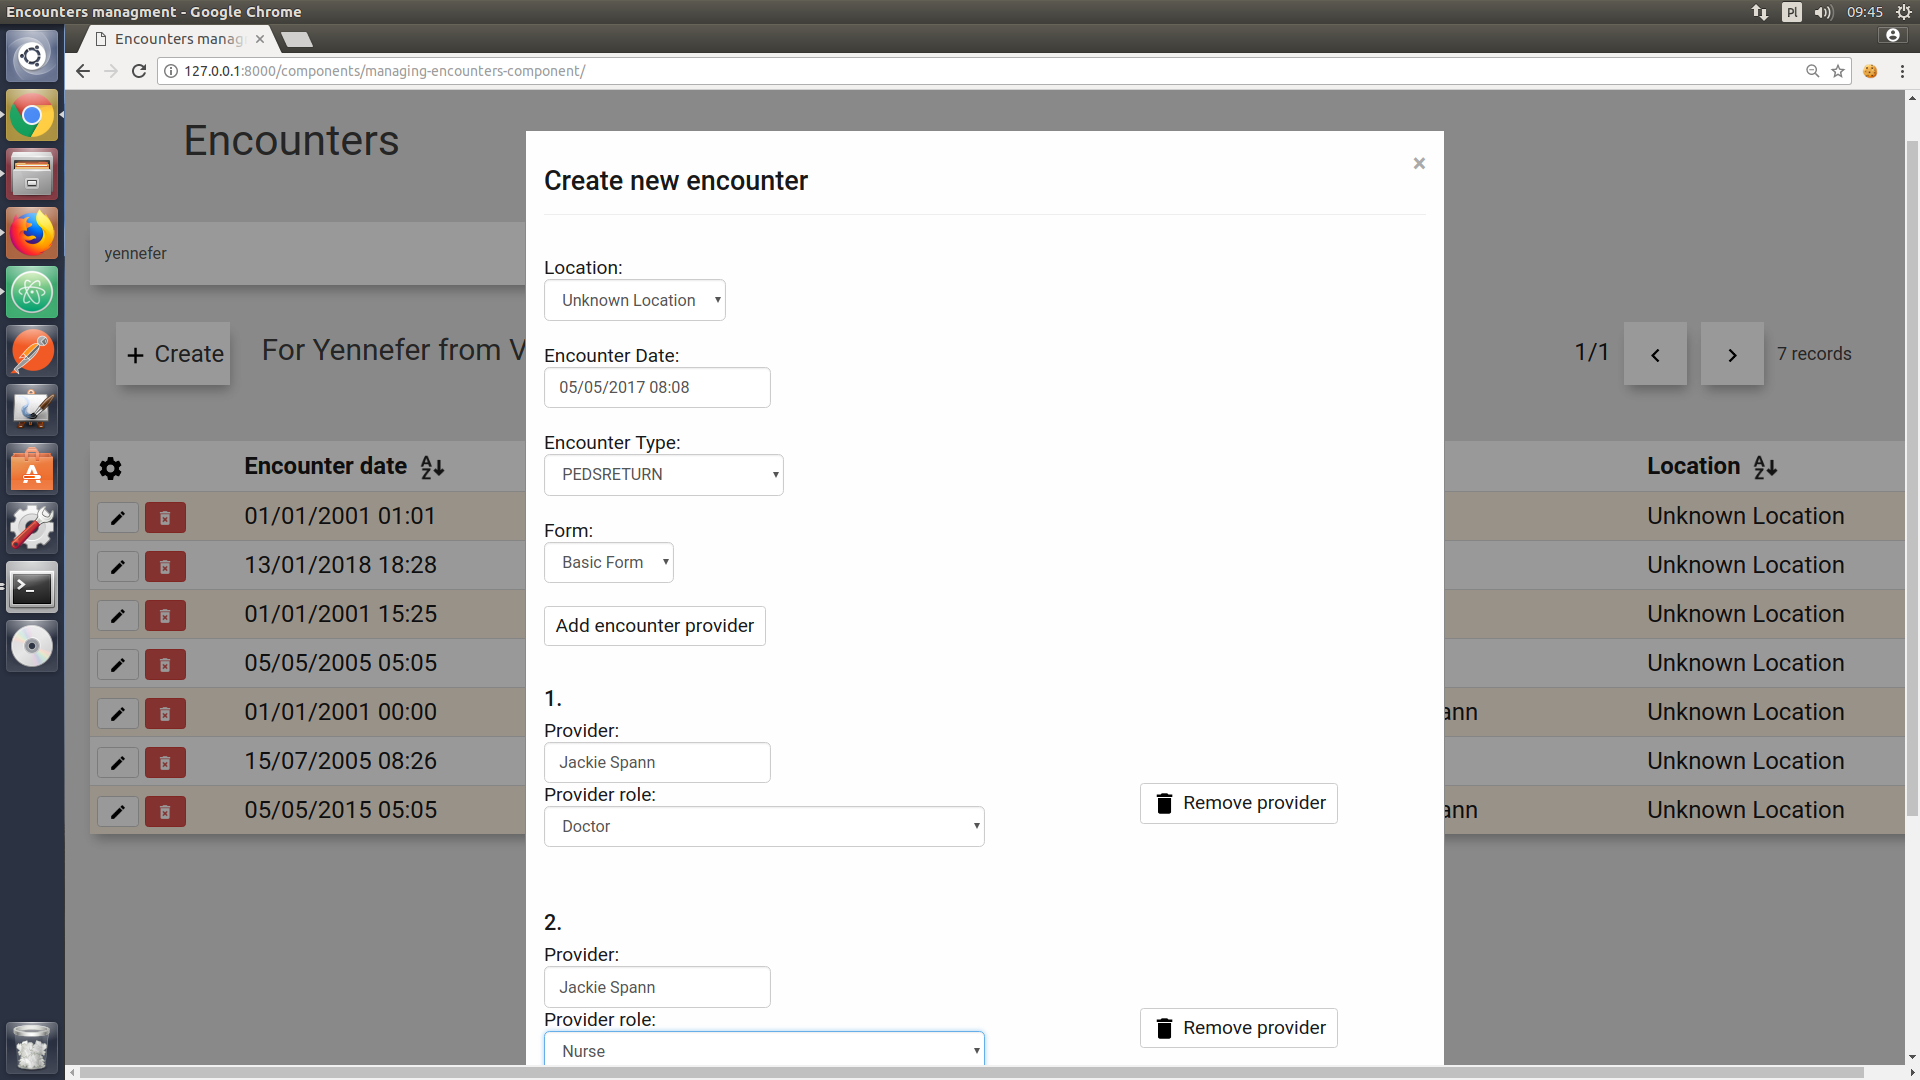 Encounters managment - Google Chrome
Pl
09:45
Encounters manag
127.0.0.1:8000/components/managing-encounters-component/
Encounters
yennefer
+ Create
For Yennefer from V
1/1
7 records
Encounter date
Location
01/01/2001 01:01
Unknown Location
13/01/2018 18:28
Unknown Location
01/01/2001 15:25
Unknown Location
05/05/2005 05:05
Unknown Location
01/01/2001 00:00
ann
Unknown Location
15/07/2005 08:26
Unknown Location
05/05/2015 05:05
ann
Unknown Location
Create new encounter
×
Location:
Unknown Location
Encounter Date:
05/05/2017 08:08
Encounter Type:
PEDSRETURN
Form:
Basic Form
Add encounter provider
1.
Provider:
Jackie Spann
Provider role:
Doctor
Remove provider
2.
Provider:
Jackie Spann
Provider role:
Nurse
Remove provider